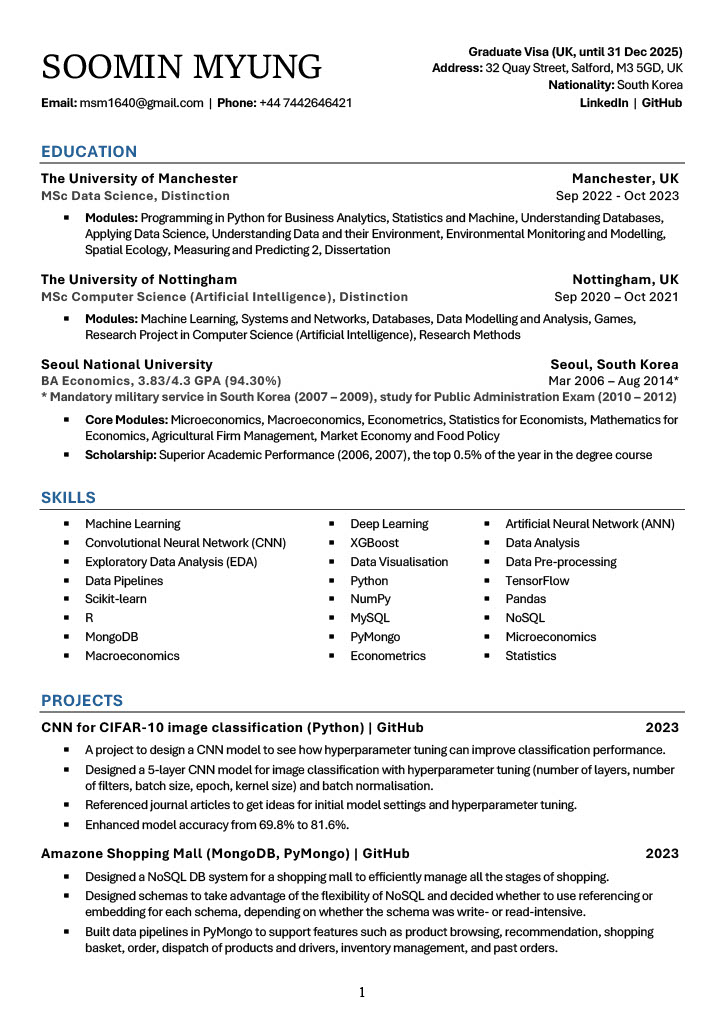 SOOMIN MYUNG
Email: msm1640@gmail.com | Phone: +44 7442646421
Graduate Visa (UK, until 31 Dec 2025)
Address: 32 Quay Street, Salford, M3 5GD, UK
Nationality: South Korea
LinkedIn | GitHub
EDUCATION
The University of Manchester Manchester, UK
MSc Data Science, Distinction Sep 2022 - Oct 2023
▪ Modules: Programming in Python for Business Analytics, Statistics and Machine, Understanding Databases,
Applying Data Science, Understanding Data and their Environment, Environmental Monitoring and Modelling,
Spatial Ecology, Measuring and Predicting 2, Dissertation
The University of Nottingham Nottingham, UK
MSc Computer Science (Artificial Intelligence), Distinction Sep 2020 – Oct 2021
▪ Modules: Machine Learning, Systems and Networks, Databases, Data Modelling and Analysis, Games,
Research Project in Computer Science (Artificial Intelligence), Research Methods
Seoul National University Seoul, South Korea
BA Economics, 3.83/4.3 GPA (94.30%) Mar 2006 – Aug 2014*
* Mandatory military service in South Korea (2007 – 2009), study for Public Administration Exam (2010 – 2012)
▪ Core Modules: Microeconomics, Macroeconomics, Econometrics, Statistics for Economists, Mathematics for
Economics, Agricultural Firm Management, Market Economy and Food Policy
▪ Scholarship: Superior Academic Performance (2006, 2007), the top 0.5% of the year in the degree course
SKILLS
▪ Machine Learning ▪ Deep Learning ▪ Artificial Neural Network (ANN)
▪ Convolutional Neural Network (CNN) ▪ XGBoost ▪ Data Analysis
▪ Exploratory Data Analysis (EDA) ▪ Data Visualisation ▪ Data Pre-processing
▪ Data Pipelines ▪ Python ▪ TensorFlow
▪ Scikit-learn ▪ NumPy ▪ Pandas
▪ R ▪ MySQL ▪ NoSQL
▪ MongoDB ▪ PyMongo ▪ Microeconomics
▪ Macroeconomics ▪ Econometrics ▪ Statistics
PROJECTS
CNN for CIFAR-10 image classification (Python) | GitHub 2023
▪ A project to design a CNN model to see how hyperparameter tuning can improve classification performance.
▪ Designed a 5-layer CNN model for image classification with hyperparameter tuning (number of layers, number
of filters, batch size, epoch, kernel size) and batch normalisation.
▪ Referenced journal articles to get ideas for initial model settings and hyperparameter tuning.
▪ Enhanced model accuracy from 69.8% to 81.6%.
Amazone Shopping Mall (MongoDB, PyMongo) | GitHub 2023
▪ Designed a NoSQL DB system for a shopping mall to efficiently manage all the stages of shopping.
▪ Designed schemas to take advantage of the flexibility of NoSQL and decided whether to use referencing or
embedding for each schema, depending on whether the schema was write- or read-intensive.
▪ Built data pipelines in PyMongo to support features such as product browsing, recommendation, shopping
basket, order, dispatch of products and drivers, inventory management, and past orders.
1